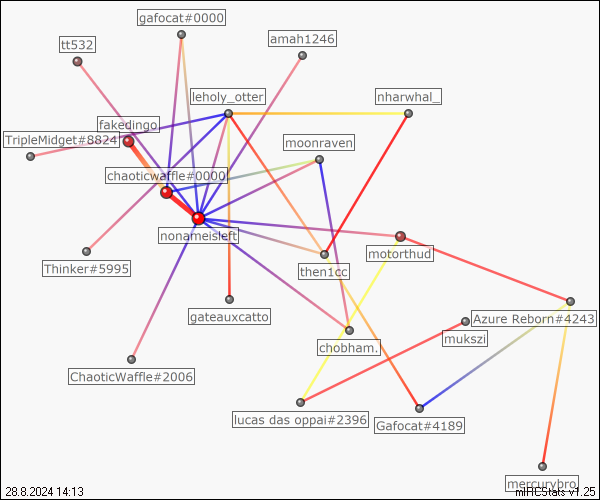 gafocat#0000
tt532
amah1246
leholy_otter
nharwhal_
fakedingo.
TripleMidget#8824
moonraven
chaoticwaffle#0000
nonameisleft
motorthud
Thinker#5995
then1cc
gateauxcatto
Azure Reborn#4243
mukszi
chobham.
ChaoticWaffle#2006
lucas das oppai#2396
Gafocat#4189
mercurybro
28.8.2024 14:13
mIRCStats v1.25